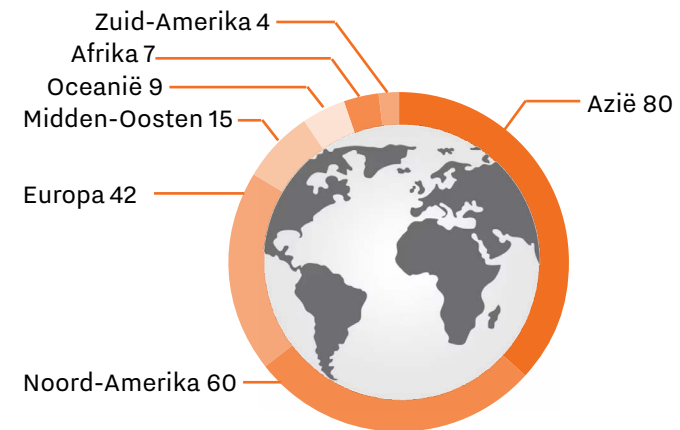 Zuid-Amerika 4
Afrika 7
Oceanië 9
Midden-Oosten 15
Europa 42
Noord-Amerika 60
Azië 80